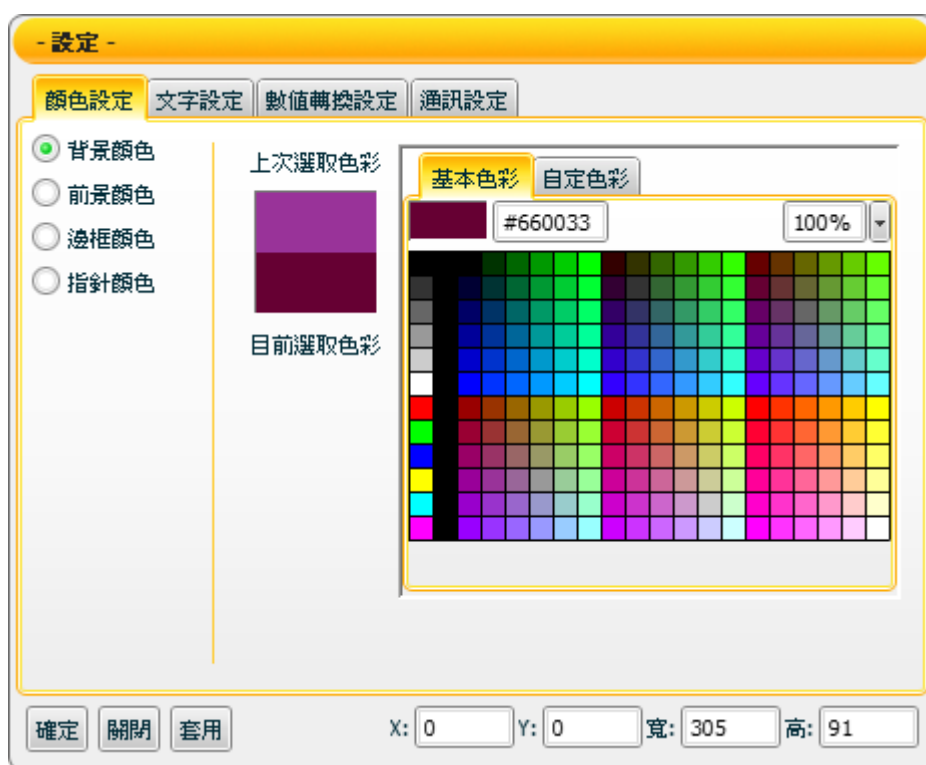 - 設定 -
顏色設定 文字設定 數值轉換設定 通訊設定
背景顏色
前景顏色
邊框顏色
指針顏色
上次選取色彩
目前選取色彩
基本色彩 自定色彩
#660033 100%
確定 關閉 套用 X: 0 Y: 0 寬: 305 高: 91